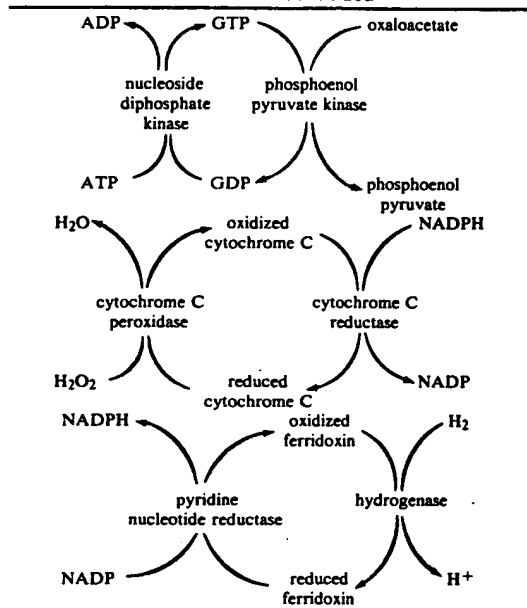 ADP GTP oxaloacetate
nucleoside
diphosphate
kinase
phosphoenol
pyruvate kinase
ATP GDP phosphoenol
pyruvate
H₂O oxidized
cytochrome C
NADPH
cytochrome C
peroxidase
cytochrome C
reductase
H₂O₂ reduced
cytochrome C
NADP
NADPH oxidized
ferridoxin
H₂
pyridine
nucleotide reductase
hydrogenase
NADP reduced
ferridoxin
H⁺